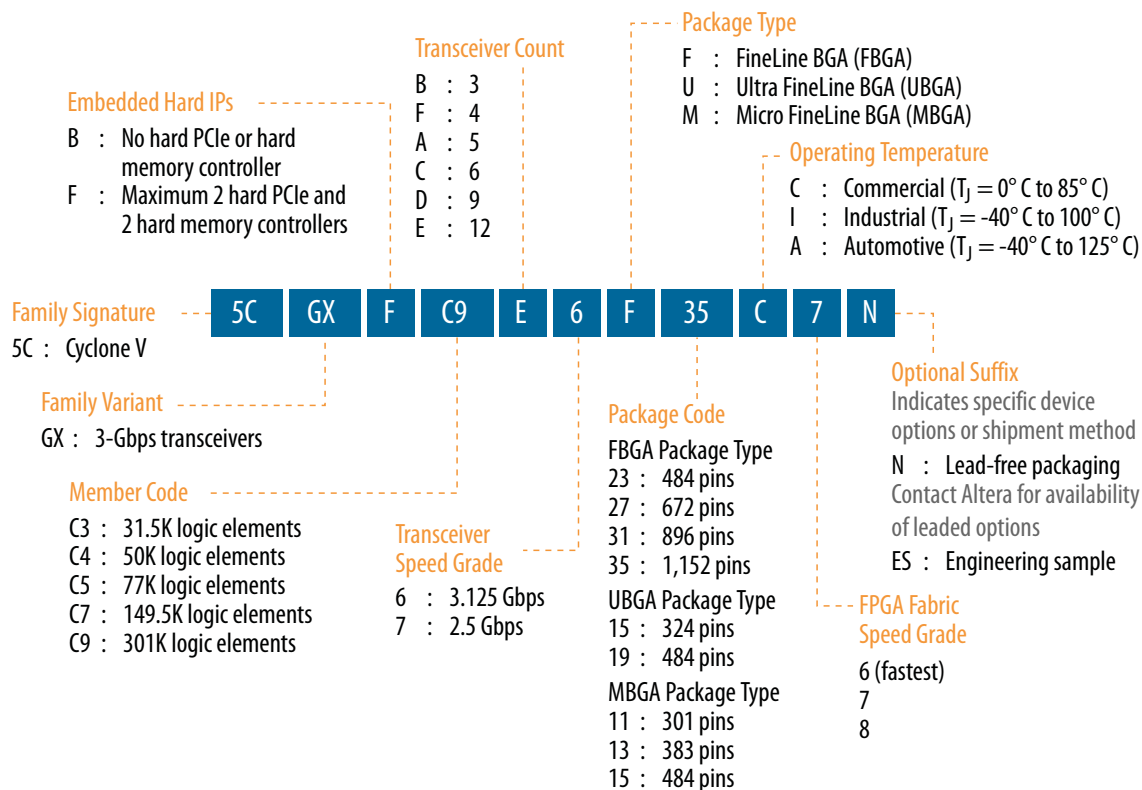 Package Type
F : FineLine BGA (FBGA)
U : Ultra FineLine BGA (UBGA)
M : Micro FineLine BGA (MBGA)
Transceiver Count
B : 3
F : 4
A : 5
C : 6
D : 9
E : 12
Embedded Hard IPs
B : No hard PCIe or hard
memory controller
F : Maximum 2 hard PCIe and
2 hard memory controllers
Operating Temperature
C : Commercial (TJ = 0° C to 85° C)
I : Industrial (TJ = -40° C to 100° C)
A : Automotive (TJ = -40° C to 125° C)
5C GX F C9 E 6 F 35 C 7 N
Family Signature
5C : Cyclone V
Family Variant
GX : 3-Gbps transceivers
Member Code
C3 : 31.5K logic elements
C4 : 50K logic elements
C5 : 77K logic elements
C7 : 149.5K logic elements
C9 : 301K logic elements
Transceiver
Speed Grade
6 : 3.125 Gbps
7 : 2.5 Gbps
Package Code
FBGA Package Type
23 : 484 pins
27 : 672 pins
31 : 896 pins
35 : 1,152 pins
UBGA Package Type
15 : 324 pins
19 : 484 pins
MBGA Package Type
11 : 301 pins
13 : 383 pins
15 : 484 pins
FPGA Fabric
Speed Grade
6 (fastest)
7
8
Optional Suffix
Indicates specific device
options or shipment method
N : Lead-free packaging
Contact Altera for availability
of leaded options
ES : Engineering sample